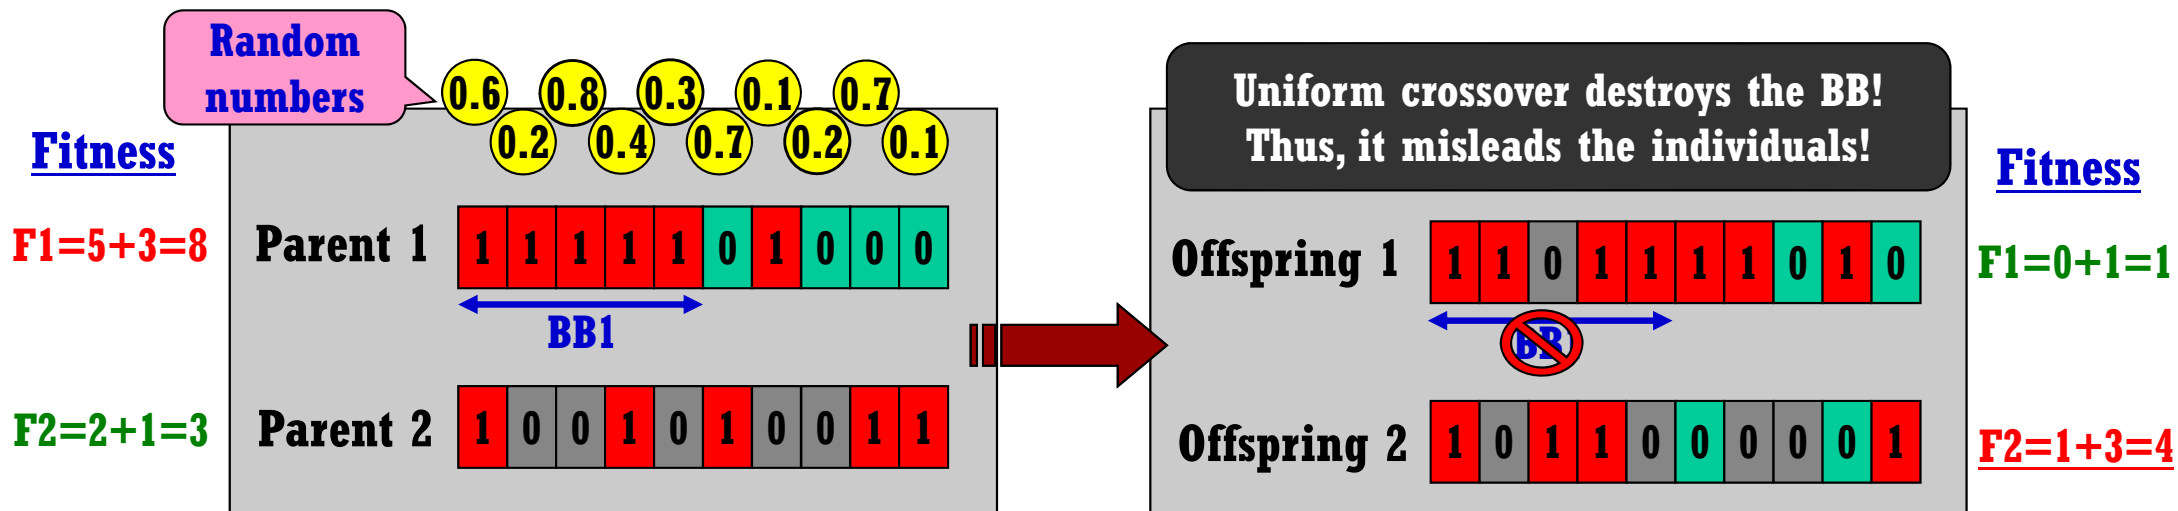 Random
numbers
0.6 0.2 0.8 0.4 0.3 0.7 0.1 0.2 0.7 0.1
Fitness
F1=5+3=8
Parent 1 1 1 1 1 1 0 1 0 0 0
BB1
F2=2+1=3
Parent 2 1 0 0 1 0 1 0 0 1 1
Uniform crossover destroys the BB!
Thus, it misleads the individuals!
Fitness
Offspring 1 1 1 0 1 1 1 1 0 1 0
F1=0+1=1
BB
Offspring 2 1 0 1 1 0 0 0 0 0 1
F2=1+3=4